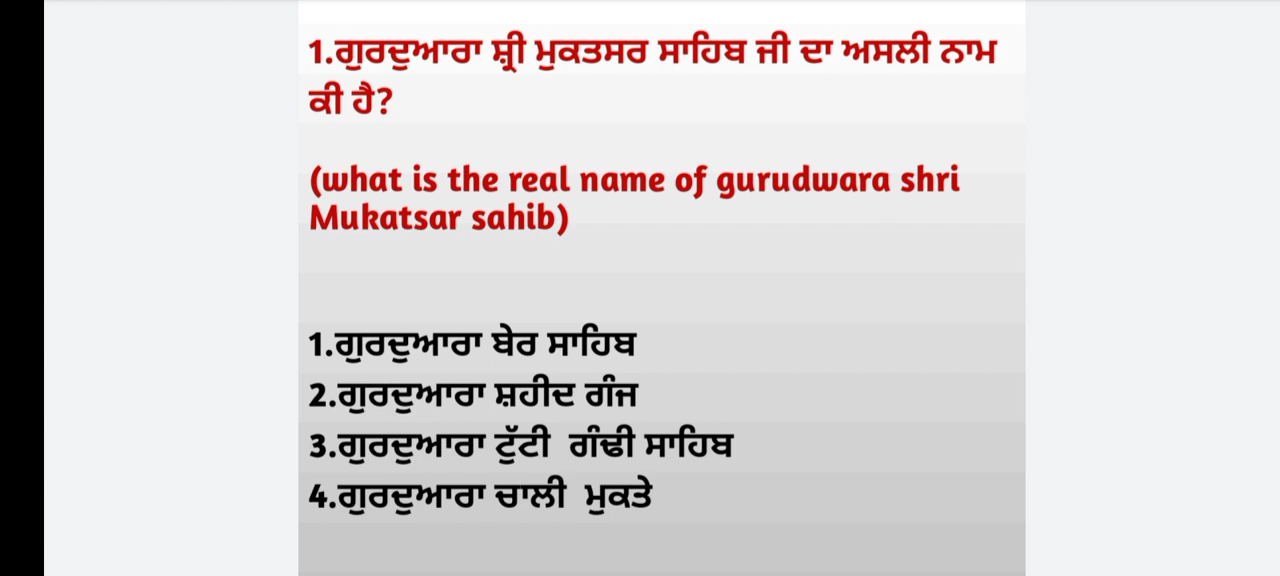 1.ਗੁਰਦੁਆਰਾ ਸ਼੍ਰੀ ਮੁਕਤਸਰ ਸਾਹਿਬ ਜੀ ਦਾ ਅਸਲੀ ਨਾਮ
ਕੀ ਹੈ?
(what is the real name of gurudwara shri
Mukatsar sahib)
1.ਗੁਰਦੁਆਰਾ ਬੇਰ ਸਾਹਿਬ
2.ਗੁਰਦੁਆਰਾ ਸ਼ਹੀਦ ਗੰਜ
3.ਗੁਰਦੁਆਰਾ ਟੁੱਟੀ ਗੰਢੀ ਸਾਹਿਬ
4.ਗੁਰਦੁਆਰਾ ਚਾਲੀ ਮੁਕਤੇ